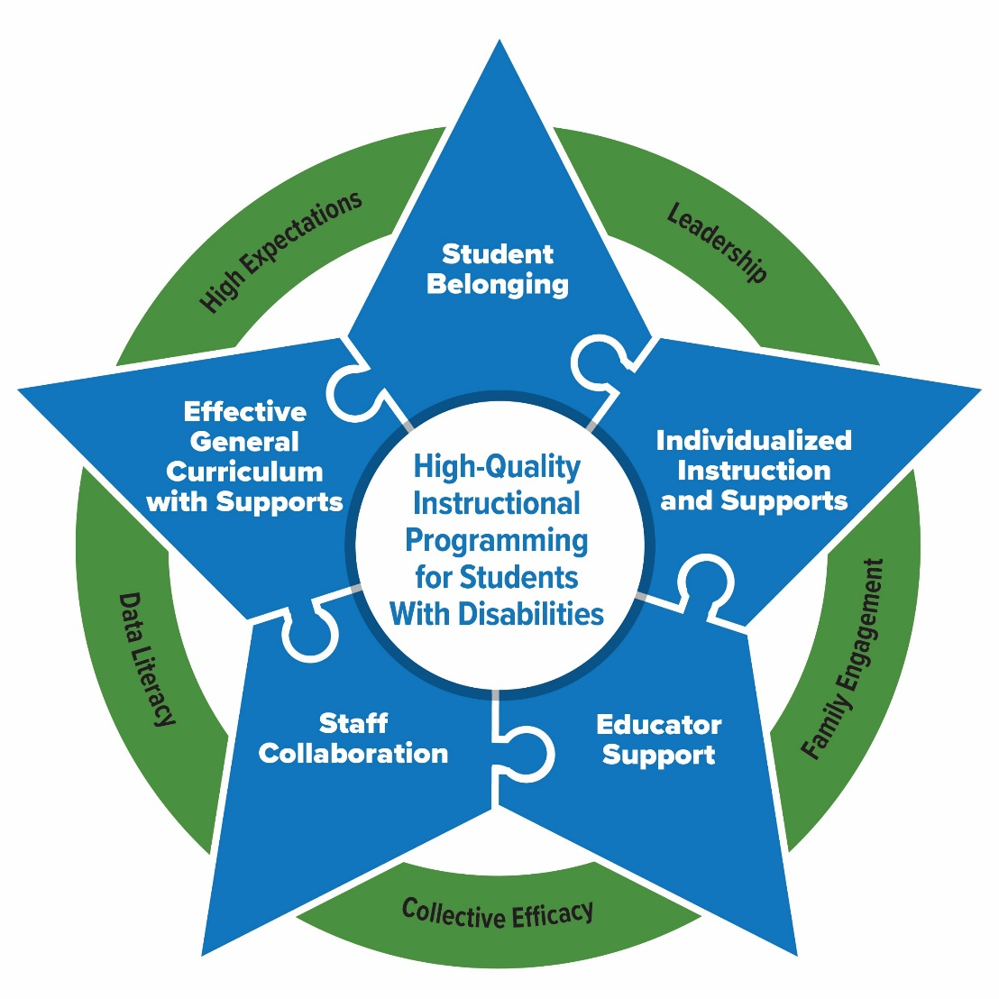 High Expectations
Leadership
Student
Belonging
Effective
General
Curriculum
with Supports
Individualized
Instruction
and Supports
High-Quality
Instructional
Programming
for Students
With Disabilities
Data Literacy
Family Engagement
Staff
Collaboration
Educator
Support
Collective Efficacy